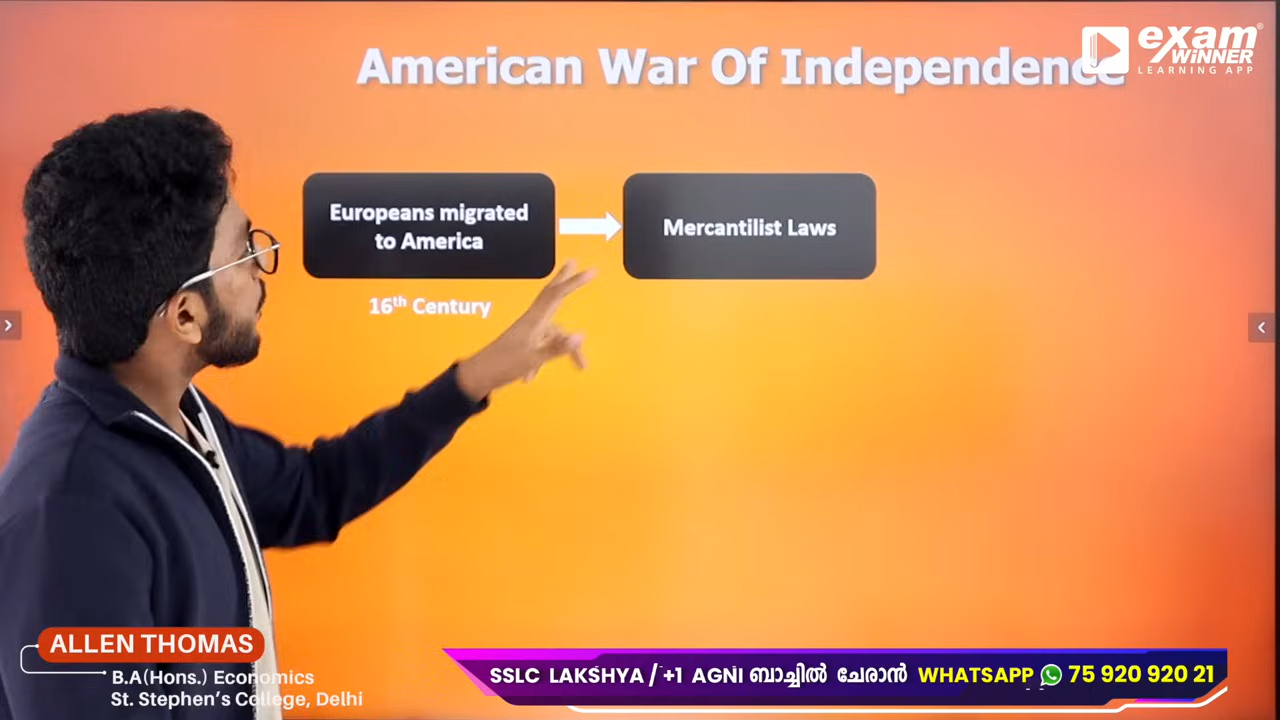 American War Of Independence
exam
WINNER
LEARNING APP
Europeans migrated
to America
Mercantilist Laws
16th Century
ALLEN THOMAS
B.A(Hons.) Economics
St. Stephen's College, Delhi
SSLC LAKSHYA / +1 AGNI ബാച്ചിൽ ചേരാൻ WHATSAPP 75 920 920 21